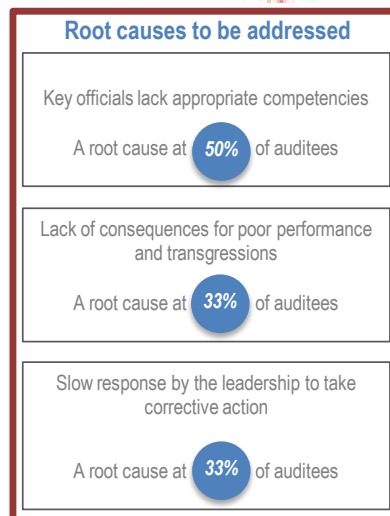 Root causes to be addressed
Key officials lack appropriate competencies
A root cause at 50% of auditees
Lack of consequences for poor performance
and transgressions
A root cause at 33% of auditees
Slow response by the leadership to take
corrective action
A root cause at 33% of auditees